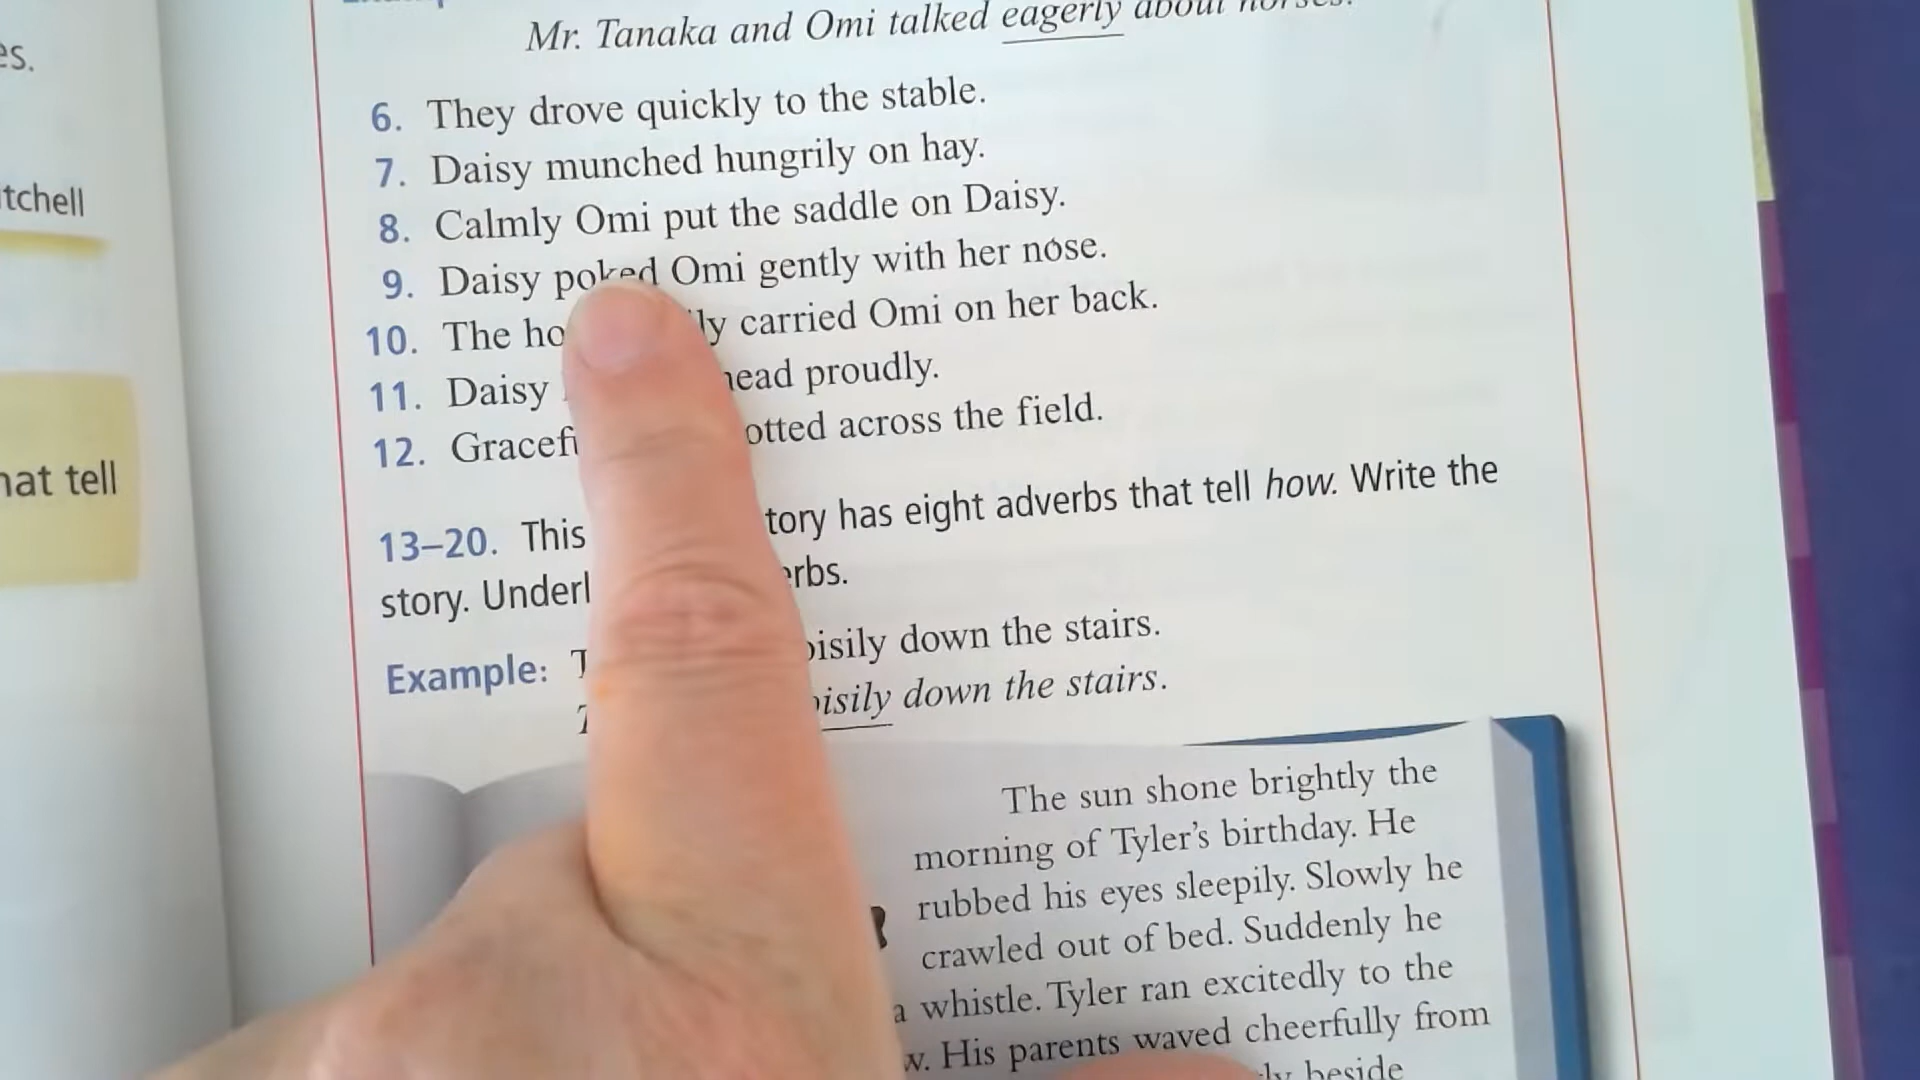 es.
tchell
hat tell
Mr. Tanaka and Omi talked eagerly about horses.
6. They drove quickly to the stable.
7. Daisy munched hungrily on hay.
8. Calmly Omi put the saddle on Daisy.
9. Daisy poked Omi gently with her nose.
10. The ho ly carried Omi on her back.
11. Daisy head proudly.
12. Gracef otted across the field.
13–20. This tory has eight adverbs that tell how. Write the
story. Underl erbs.
Example: T oisily down the stairs.
T oisily down the stairs.
The sun shone brightly the
morning of Tyler's birthday. He
rubbed his eyes sleepily. Slowly he
crawled out of bed. Suddenly he
a whistle. Tyler ran excitedly to the
w. His parents waved cheerfully from
ly beside